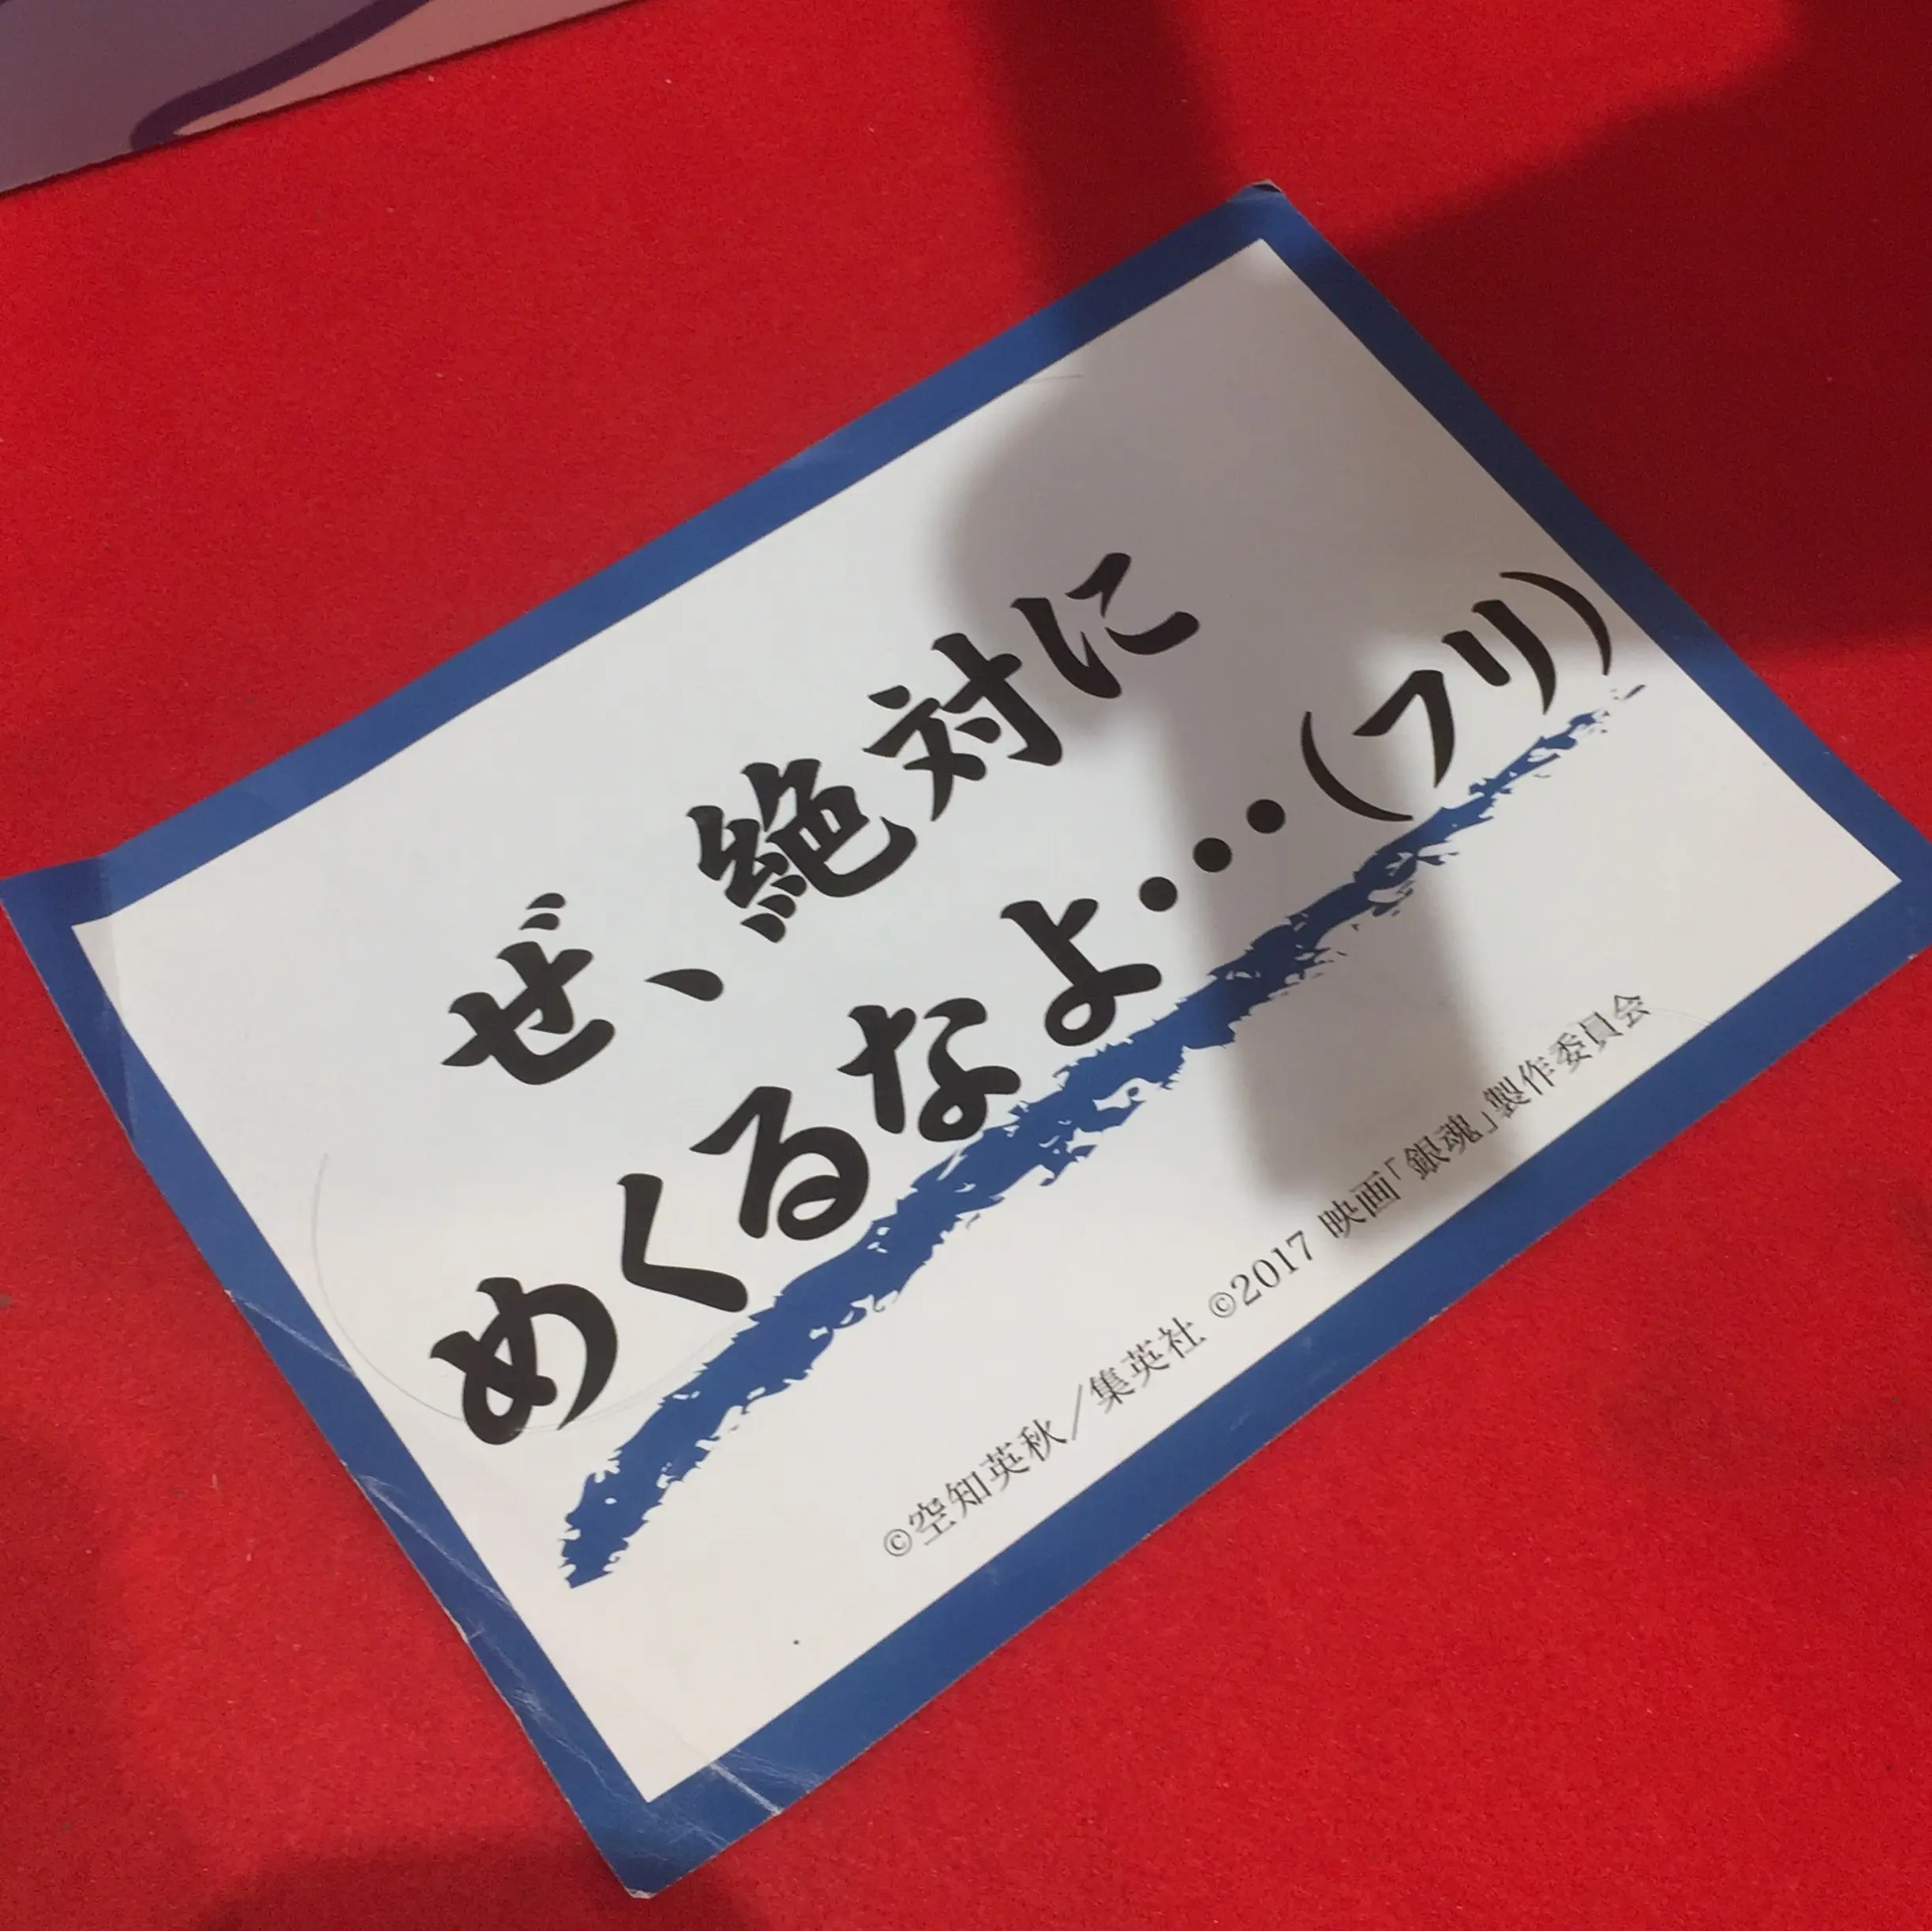 ぜ、絶対に
めくるなよ･･･(フリ)
©空知英秋／集英社 ©2017 映画「銀魂」製作委員会